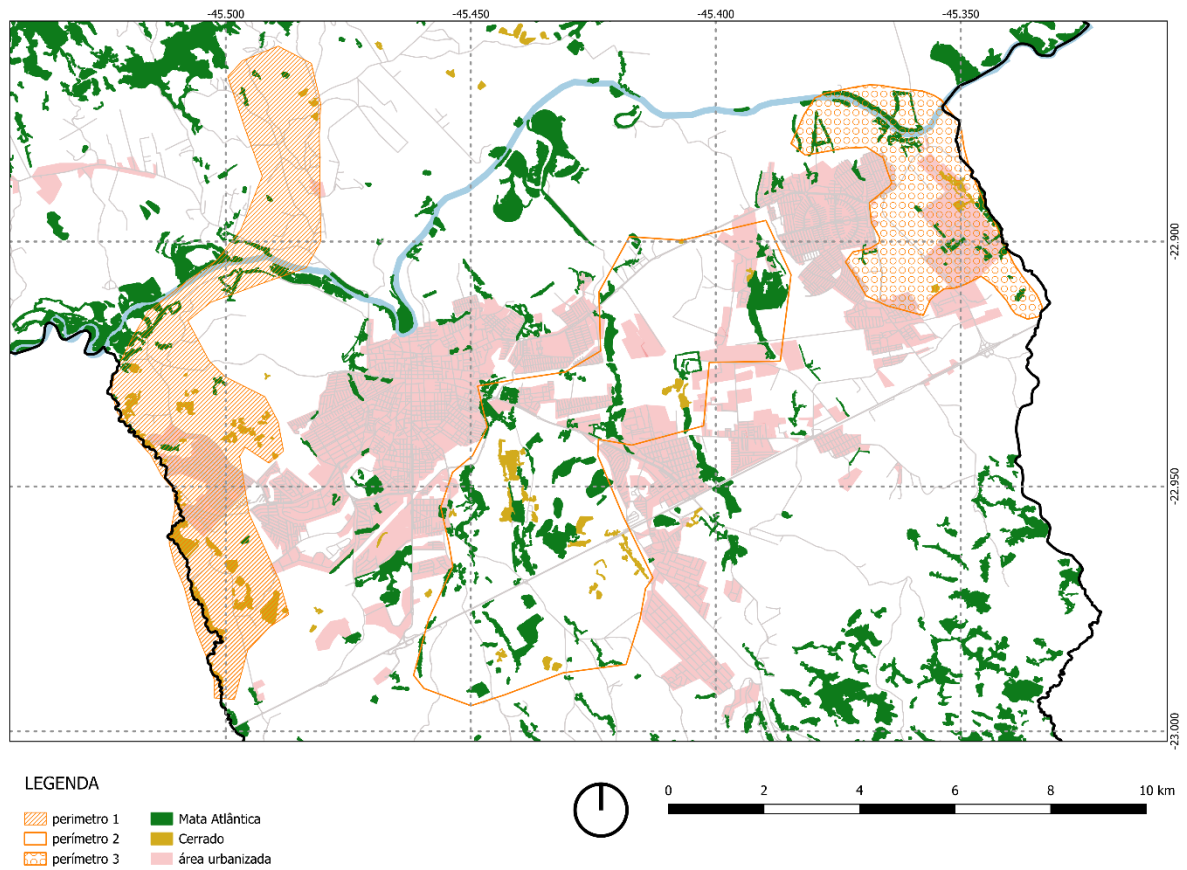 -45.500 -45.450 -45.400 -45.350
-22.900
-22.950
-23.000
LEGENDA
perimetro 1
perímetro 2
perímetro 3
Mata Atlântica
Cerrado
área urbanizada
0 2 4 6 8 10 km